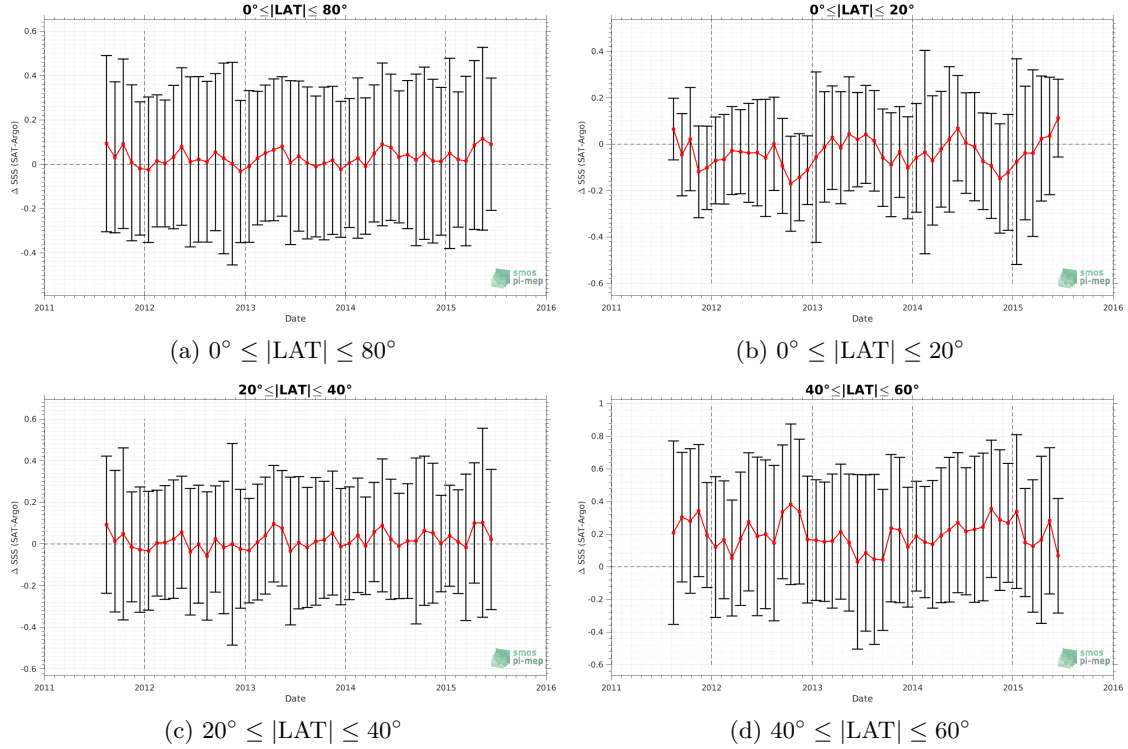 0°≤|LAT|≤ 80°
0.6
0.4
0.2
0
-0.2
-0.4
Δ SSS (SAT-Argo)
2011
2012
2013
2014
2015
2016
Date
smos
pi-mep
(a) 0° ≤ |LAT| ≤ 80°
0°≤|LAT|≤ 20°
0.4
0.2
0
-0.2
-0.4
-0.6
Δ SSS (SAT-Argo)
2011
2012
2013
2014
2015
2016
Date
smos
pi-mep
(b) 0° ≤ |LAT| ≤ 20°
20°≤|LAT|≤ 40°
0.6
0.4
0.2
0
-0.2
-0.4
-0.6
Δ SSS (SAT-Argo)
2011
2012
2013
2014
2015
2016
Date
smos
pi-mep
(c) 20° ≤ |LAT| ≤ 40°
40°≤|LAT|≤ 60°
1
0.8
0.6
0.4
0.2
0
-0.2
-0.4
-0.6
Δ SSS (SAT-Argo)
2011
2012
2013
2014
2015
2016
Date
smos
pi-mep
(d) 40° ≤ |LAT| ≤ 60°